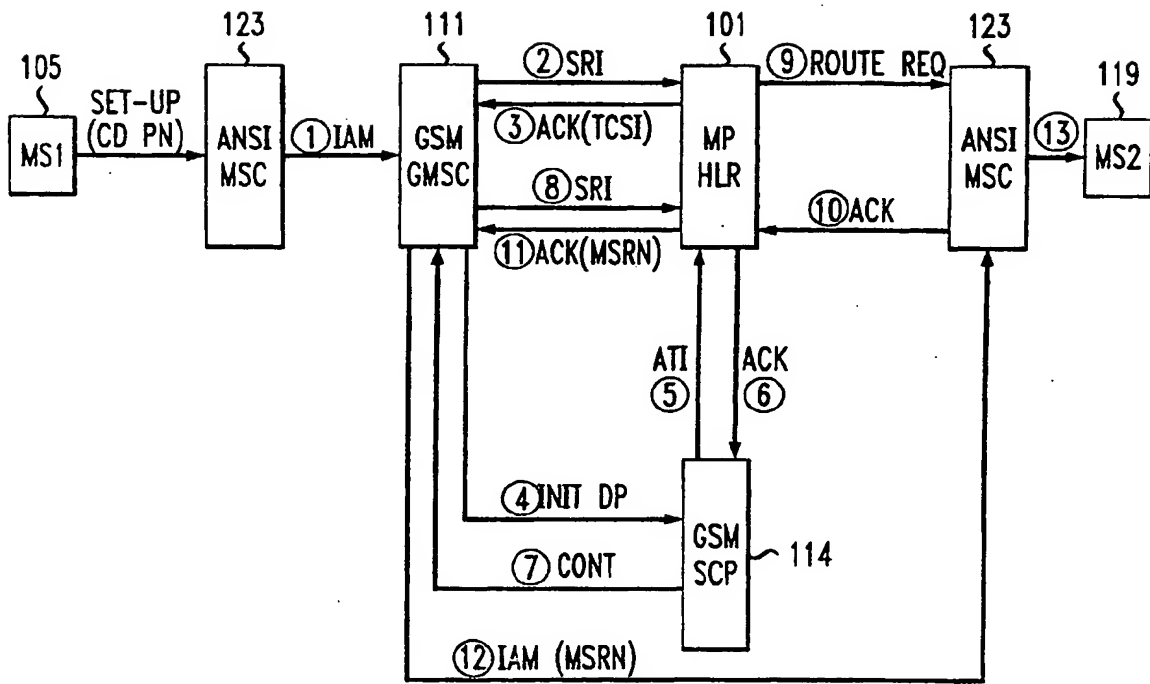 123
111
101
123
105
119
②SRI
⑨ROUTE REQ
SET-UP
(CD PN)
①IAM
③ACK(TCSI)
⑬
MS1
ANSI
MSC
GSM
GMSC
MP
HLR
ANSI
MSC
MS2
⑧SRI
⑩ACK
⑪ACK(MSRN)
ATI
⑤
ACK
⑥
④INIT DP
GSM
SCP
114
⑦CONT
⑫IAM (MSRN)